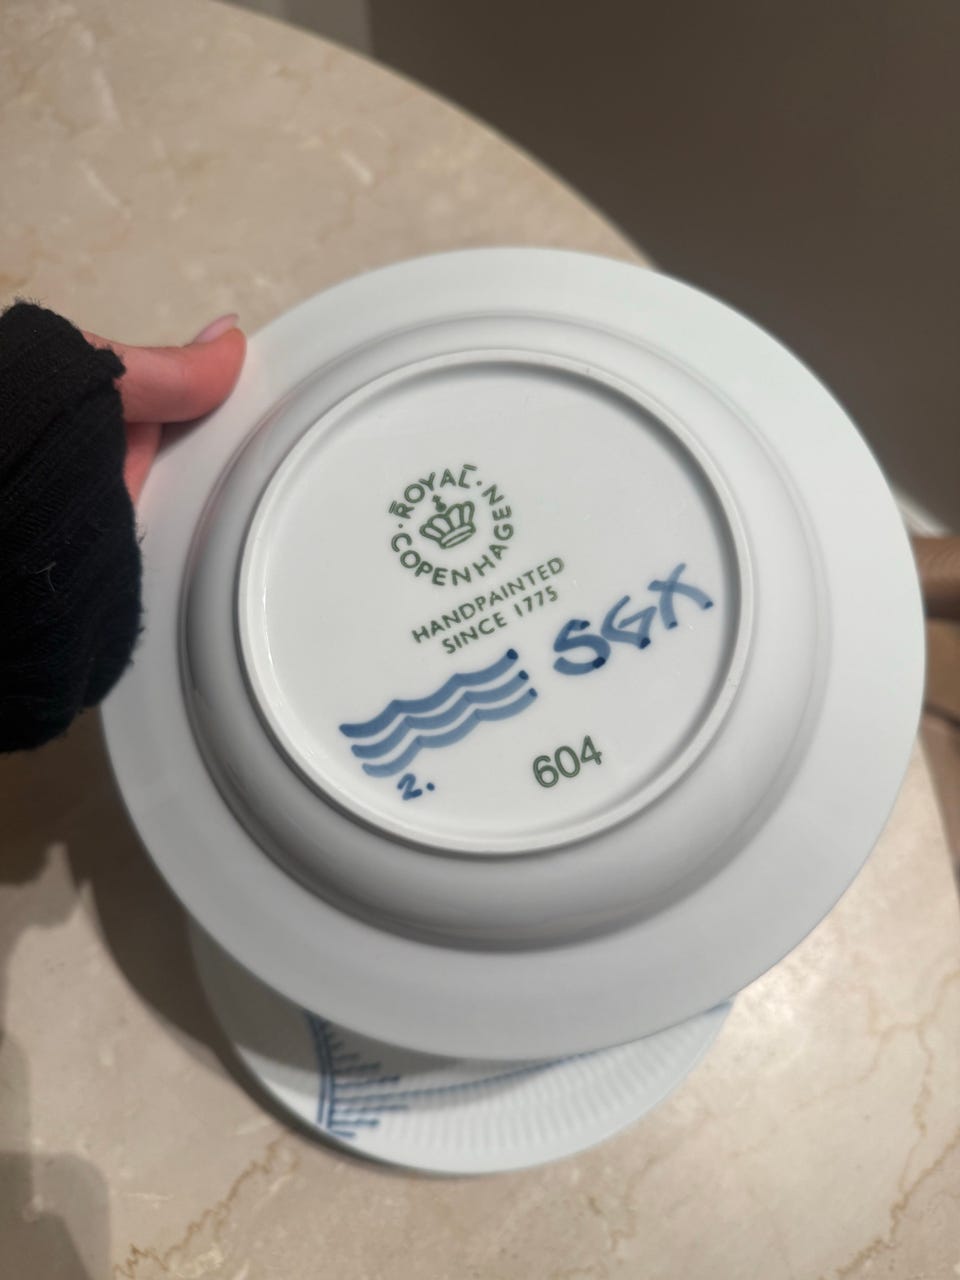 ROYAL · COPENHAGEN ·
HANDPAINTED
SINCE 1775
SGX
2.
604